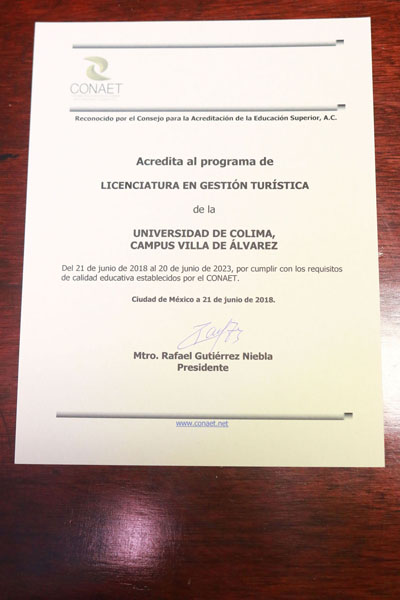 CONAET
Reconocido por el Consejo para la Acreditación de la Educación Superior, A.C.
Acredita al programa de
LICENCIATURA EN GESTIÓN TURÍSTICA
de la
UNIVERSIDAD DE COLIMA,
CAMPUS VILLA DE ÁLVAREZ
Del 21 de junio de 2018 al 20 de junio de 2023, por cumplir con los requisitos
de calidad educativa establecidos por el CONAET.
Ciudad de México a 21 de junio de 2018.
Mtro. Rafael Gutiérrez Niebla
Presidente
www.conaet.net